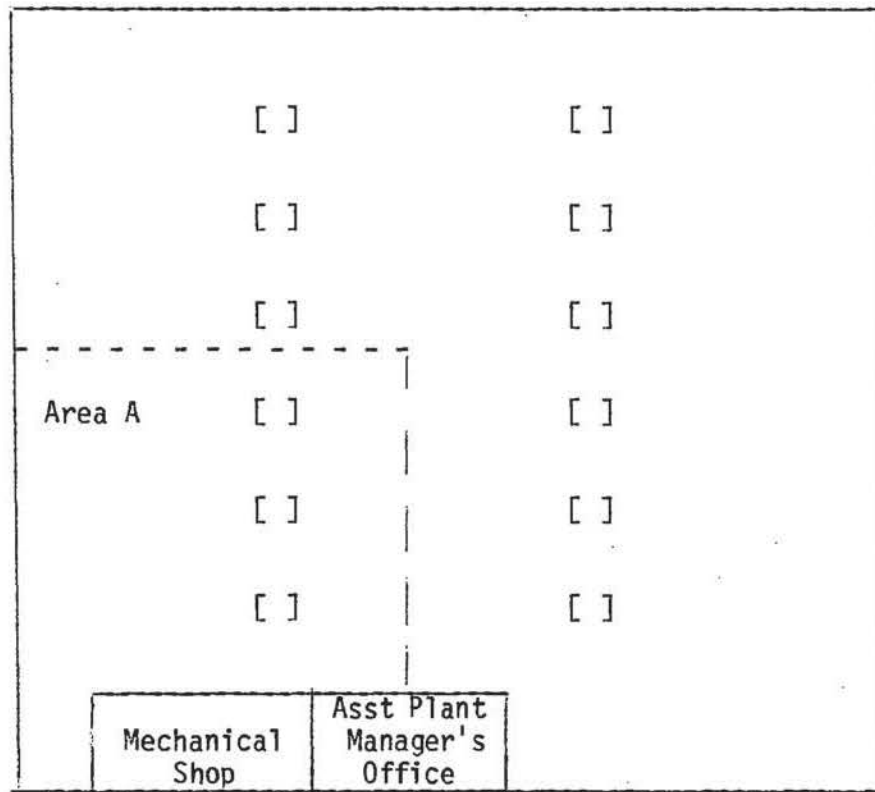 [ ] [ ]
[ ] [ ]
[ ] [ ]
Area A [ ] [ ]
[ ] [ ]
[ ] [ ]
Mechanical
Shop
Asst Plant
Manager's
Office